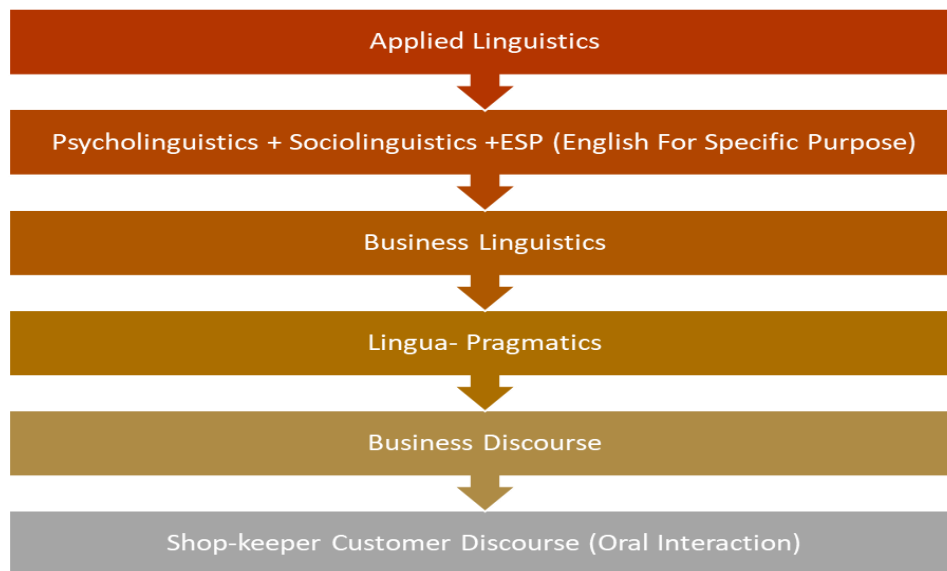 Applied Linguistics
Psycholinguistics + Sociolinguistics +ESP (English For Specific Purpose)
Business Linguistics
Lingua- Pragmatics
Business Discourse
Shop-keeper Customer Discourse (Oral Interaction)